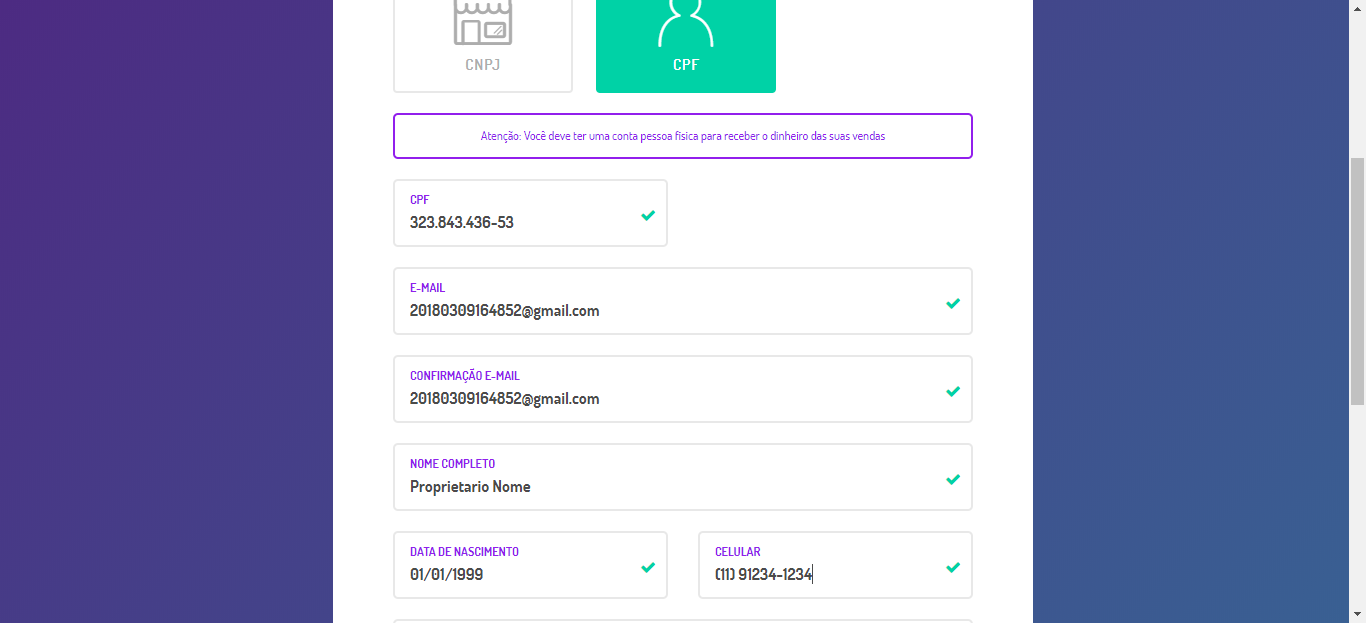 CNPJ
CPF
Atenção: Você deve ter uma conta pessoa física para receber o dinheiro das suas vendas
CPF
323.843.436-53
E-MAIL
20180309164852@gmail.com
CONFIRMAÇÃO E-MAIL
20180309164852@gmail.com
NOME COMPLETO
Proprietario Nome
DATA DE NASCIMENTO
01/01/1999
CELULAR
(11) 91234-1234